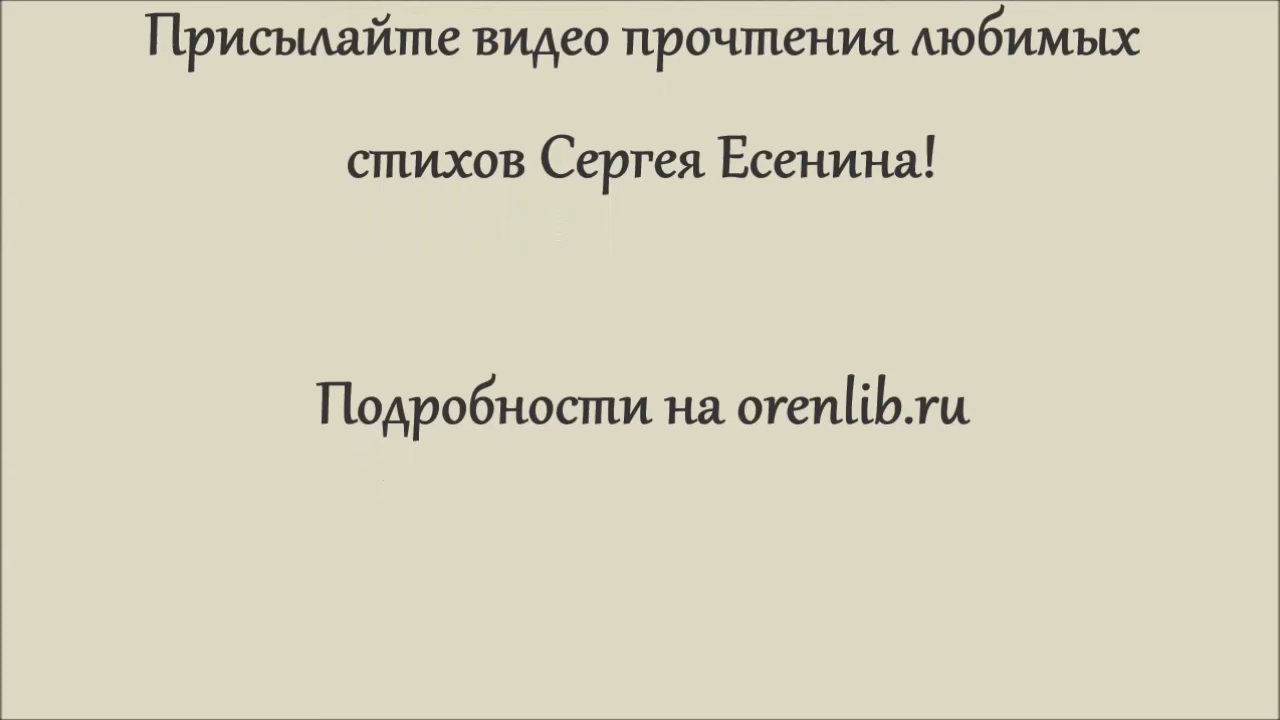 Присылайте видео прочтения любимых
стихов Сергея Есенина!
Подробности на orenlib.ru